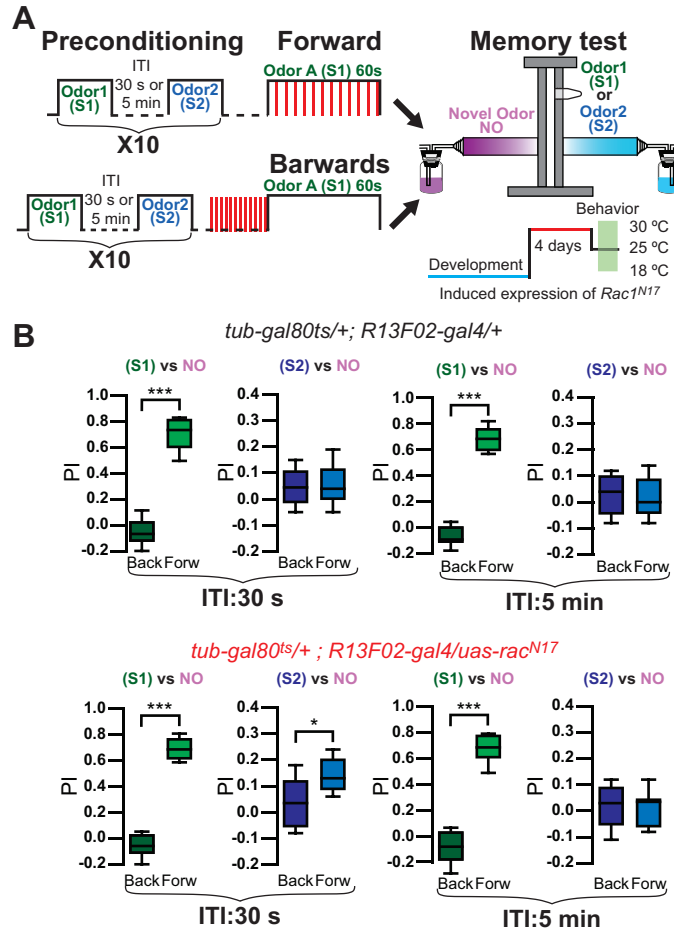 A
Preconditioning
Forward
Memory test
ITI
30 s or
5 min
Odor1
(S1)
Odor2
(S2)
X10
Odor A (S1) 60s
Barwards
ITI
30 s or
5 min
Odor1
(S1)
Odor2
(S2)
X10
Odor A (S1) 60s
Odor1
(S1)
or
Odor2
(S2)
Novel Odor
NO
Behavior
30 ºC
25 ºC
18 ºC
4 days
Development
Induced expression of Rac1N17
B
tub-gal80ts/+; R13F02-gal4/+
(S1) vs NO
(S2) vs NO
(S1) vs NO
(S2) vs NO
PI
1.0
0.8
0.6
0.4
0.2
0.0
-0.2
***
Back Forw
PI
0.4
0.3
0.2
0.1
0.0
-0.1
-0.2
Back Forw
ITI:30 s
PI
1.0
0.8
0.6
0.4
0.2
0.0
-0.2
***
Back Forw
PI
0.4
0.3
0.2
0.1
0.0
-0.1
-0.2
Back Forw
ITI:5 min
tub-gal80ts/+ ; R13F02-gal4/uas-racN17
(S1) vs NO
(S2) vs NO
(S1) vs NO
(S2) vs NO
PI
1.0
0.8
0.6
0.4
0.2
0.0
-0.2
***
Back Forw
PI
0.4
0.3
0.2
0.1
0.0
-0.1
-0.2
*
Back Forw
ITI:30 s
PI
1.0
0.8
0.6
0.4
0.2
0.0
-0.2
***
Back Forw
PI
0.4
0.3
0.2
0.1
0.0
-0.1
-0.2
Back Forw
ITI:5 min